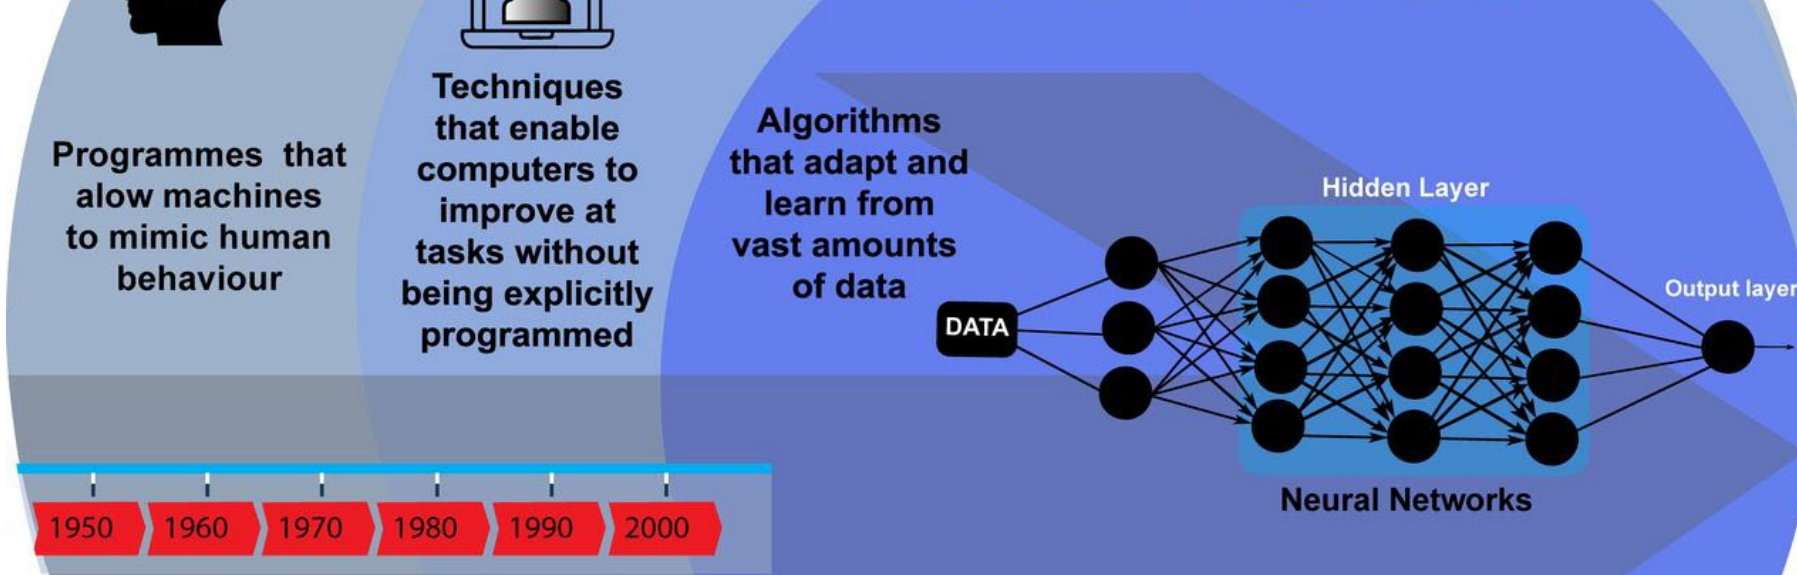 Programmes that
alow machines
to mimic human
behaviour
Techniques
that enable
computers to
improve at
tasks without
being explicitly
programmed
Algorithms
that adapt and
learn from
vast amounts
of data
Hidden Layer
DATA
Output layer
Neural Networks
1950 1960 1970 1980 1990 2000